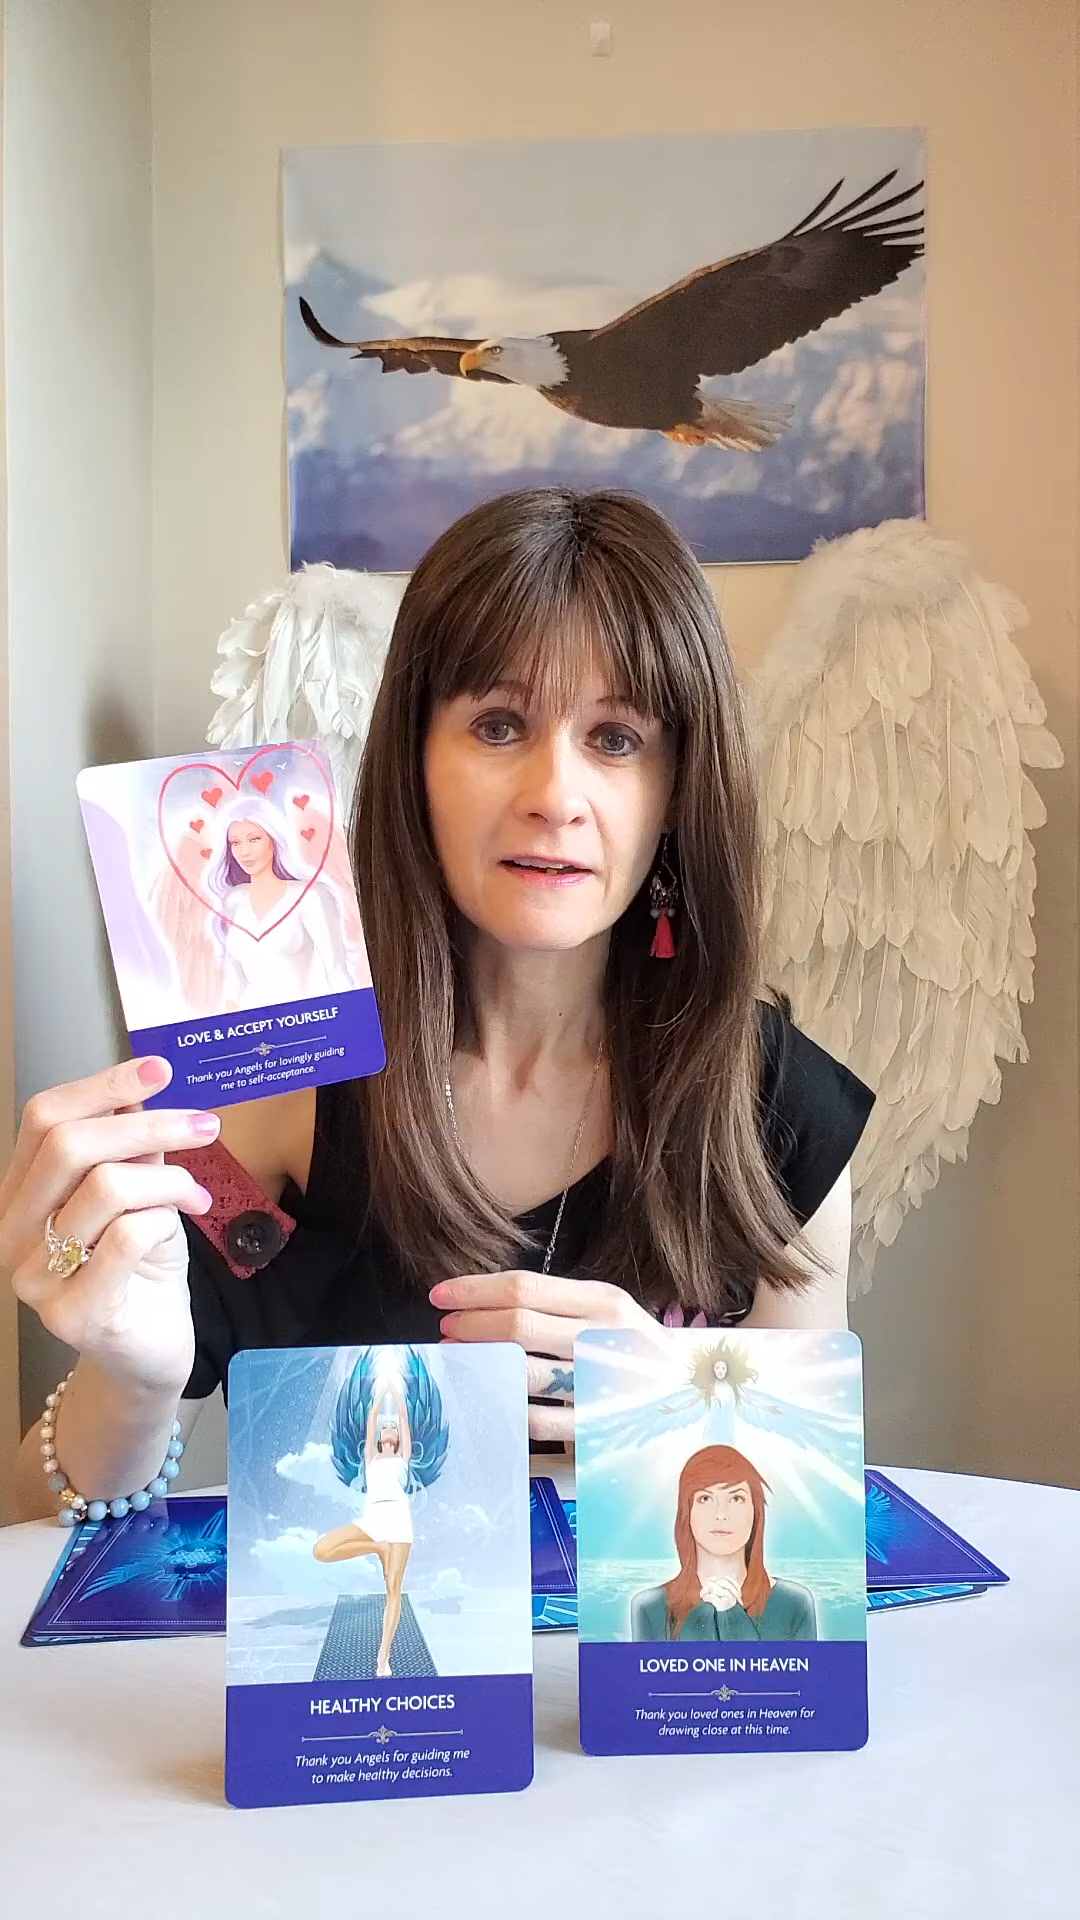 LOVE & ACCEPT YOURSELF
Thank you Angels for lovingly guiding
me to self-acceptance.
HEALTHY CHOICES
Thank you Angels for guiding me
to make healthy decisions.
LOVED ONE IN HEAVEN
Thank you loved ones in Heaven for
drawing close at this time.